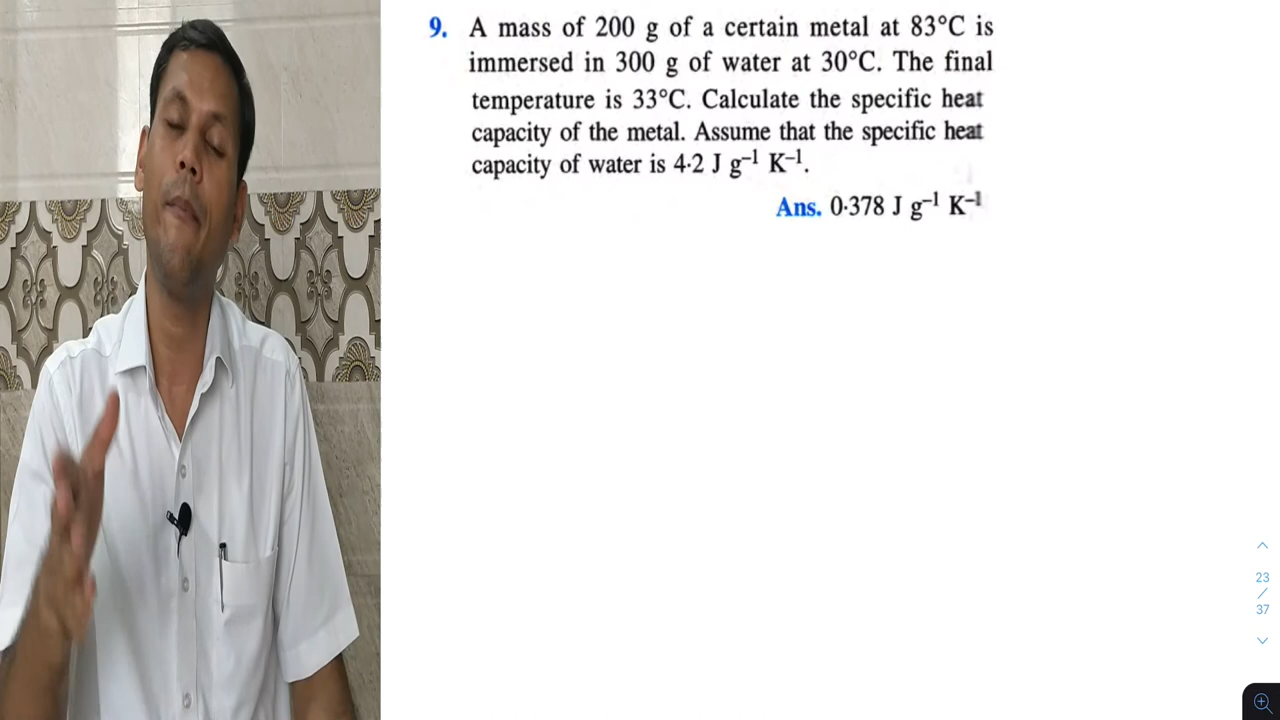 9. A mass of 200 g of a certain metal at 83°C is
immersed in 300 g of water at 30°C. The final
temperature is 33°C. Calculate the specific heat
capacity of the metal. Assume that the specific heat
capacity of water is 4·2 J g⁻¹ K⁻¹.
Ans. 0·378 J g⁻¹ K⁻¹
23
/
37